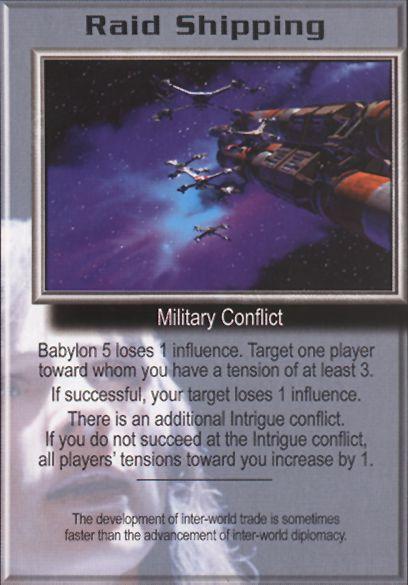 Raid Shipping
Military Conflict
Babylon 5 loses 1 influence. Target one player
toward whom you have a tension of at least 3.
If successful, your target loses 1 influence.
There is an additional Intrigue conflict.
If you do not succeed at the Intrigue conflict,
all players' tensions toward you increase by 1.
The development of inter-world trade is sometimes
faster than the advancement of inter-world diplomacy.